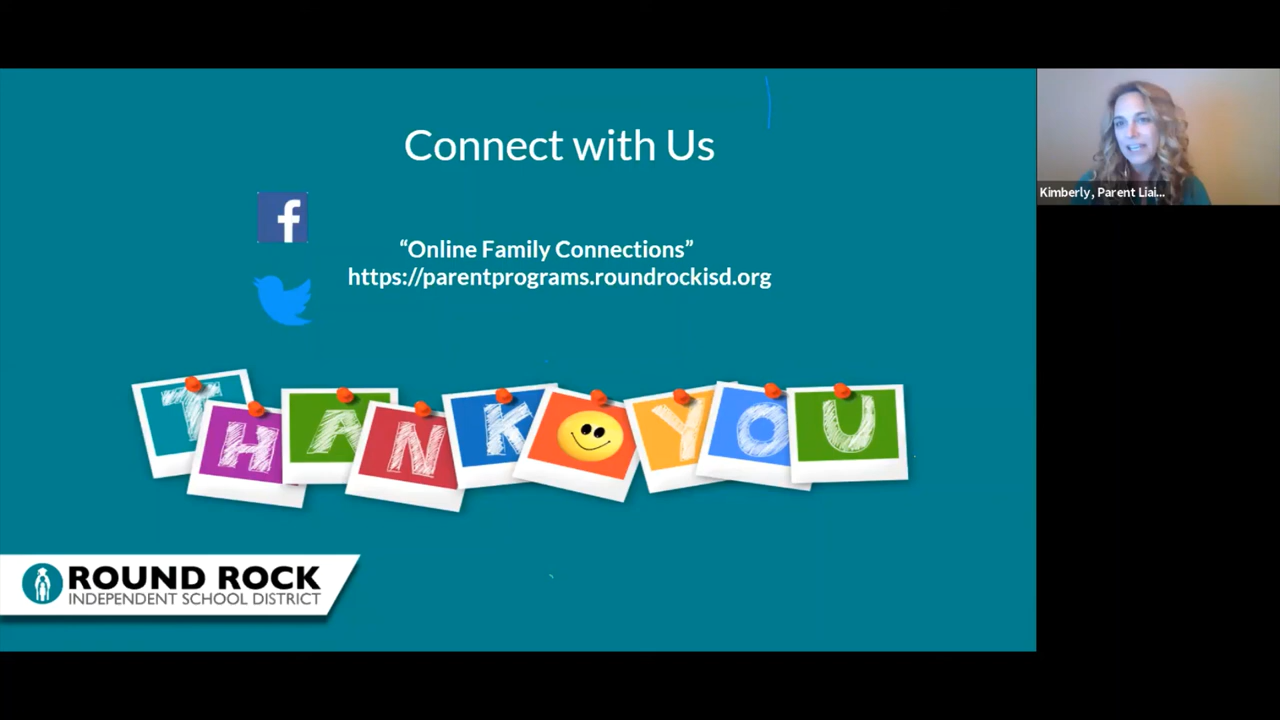 Connect with Us
Kimberly, Parent Liai...
“Online Family Connections”
https://parentprograms.roundrockisd.org
THANK YOU
ROUND ROCK
INDEPENDENT SCHOOL DISTRICT